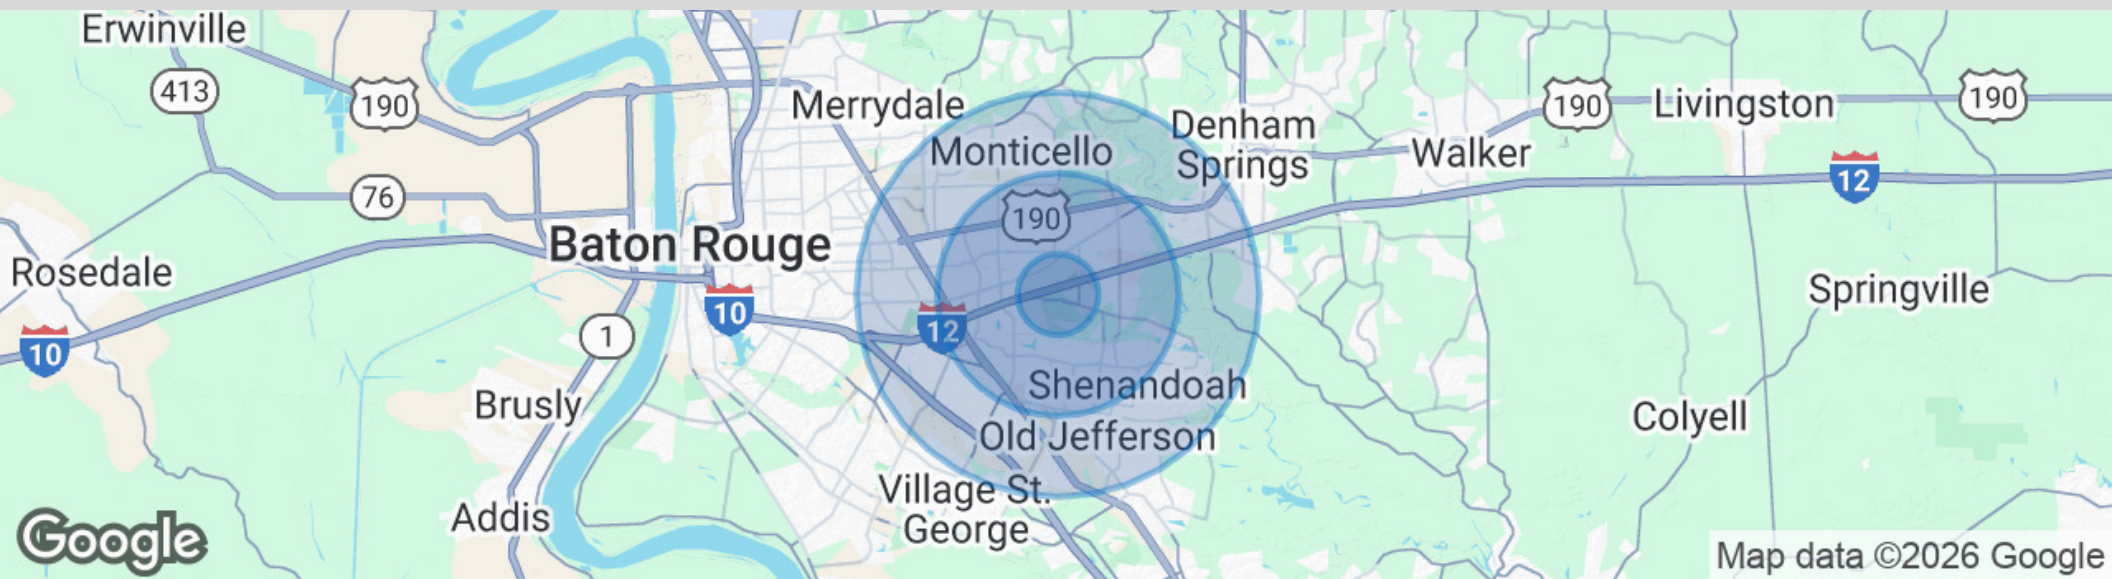 Erwinville
413
190
Merrydale
Monticello
Denham
Springs
Walker
190
Livingston
190
12
76
190
Baton Rouge
Rosedale
10
10
12
1
Springville
Brusly
Shenandoah
Old Jefferson
Colyell
Village St.
George
Addis
Google
Map data ©2026 Google